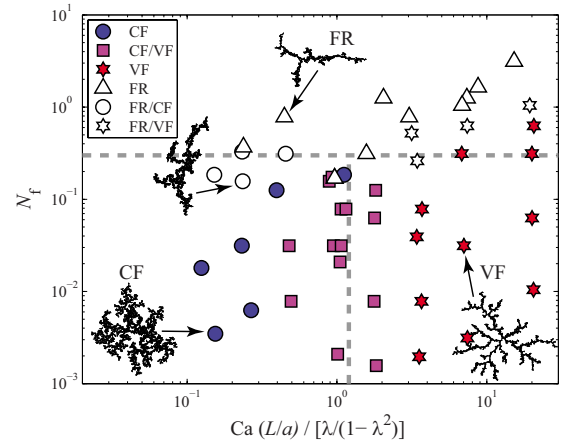 CF
CF/VF
VF
FR
FR/CF
FR/VF
FR
CF
VF
10^1
10^0
10^-1
10^-2
10^-3
N_f
10^-1 10^0 10^1
Ca (L/a) / [λ/(1− λ^2)]